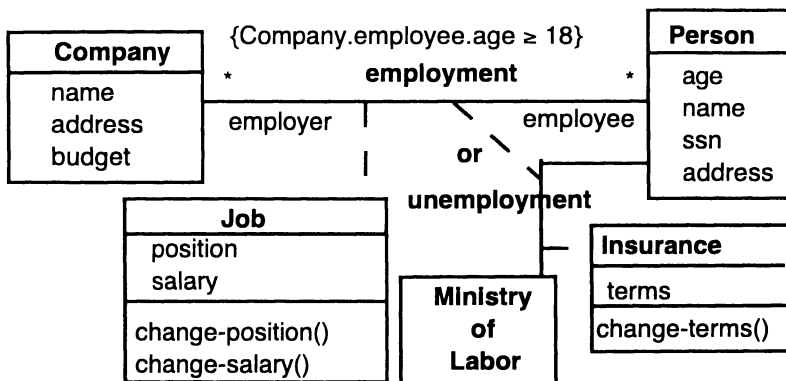 {Company.employee.age ≥ 18}
Company
name
address
budget
*
employment
*
employer
employee
Person
age
name
ssn
address
or
unemployment
Job
position
salary
change-position()
change-salary()
Ministry
of
Labor
Insurance
terms
change-terms()